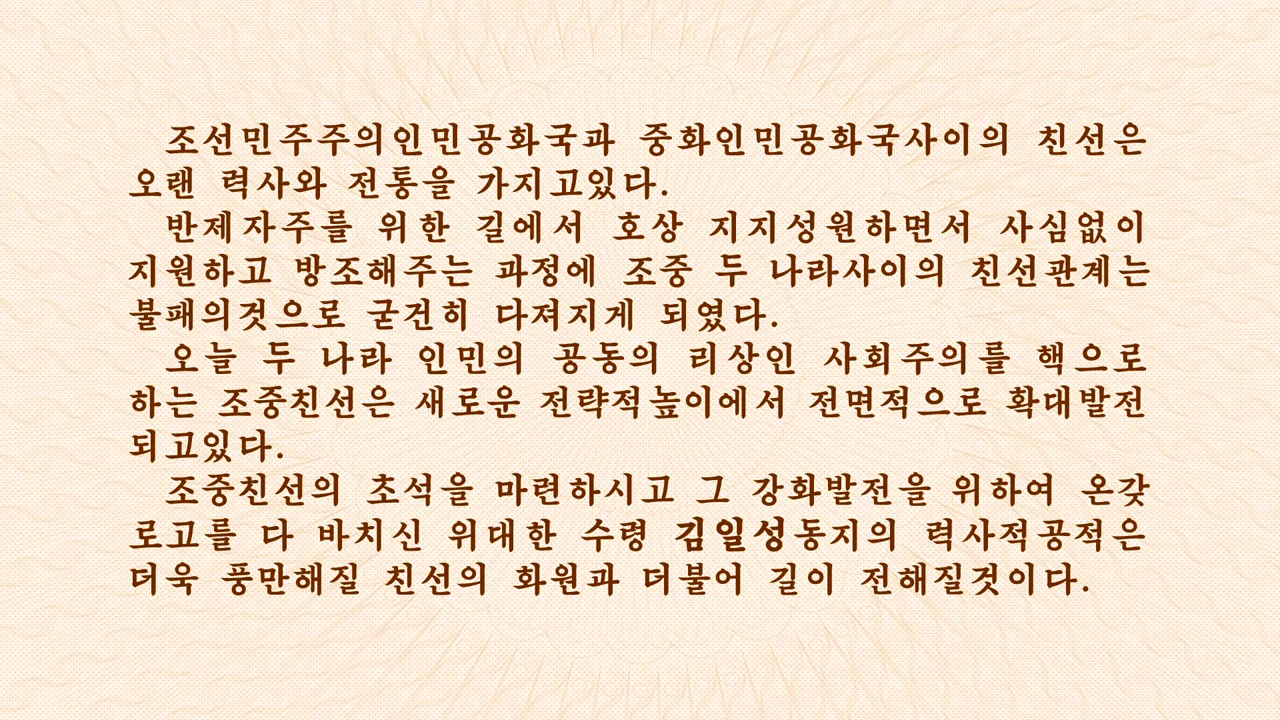 조선민주주의인민공화국과 중화인민공화국사이의 친선은
오랜 력사와 전통을 가지고있다.
반제자주를 위한 길에서 호상 지지성원하면서 사심없이
지원하고 방조해주는 과정에 조중 두 나라사이의 친선관계는
불패의것으로 굳건히 다져지게 되였다.
오늘 두 나라 인민의 공동의 리상인 사회주의를 핵으로
하는 조중친선은 새로운 전략적높이에서 전면적으로 확대발전
되고있다.
조중친선의 초석을 마련하시고 그 강화발전을 위하여 온갖
로고를 다 바치신 위대한 수령 김일성동지의 력사적공적은
더욱 풍만해질 친선의 화원과 더불어 길이 전해질것이다.